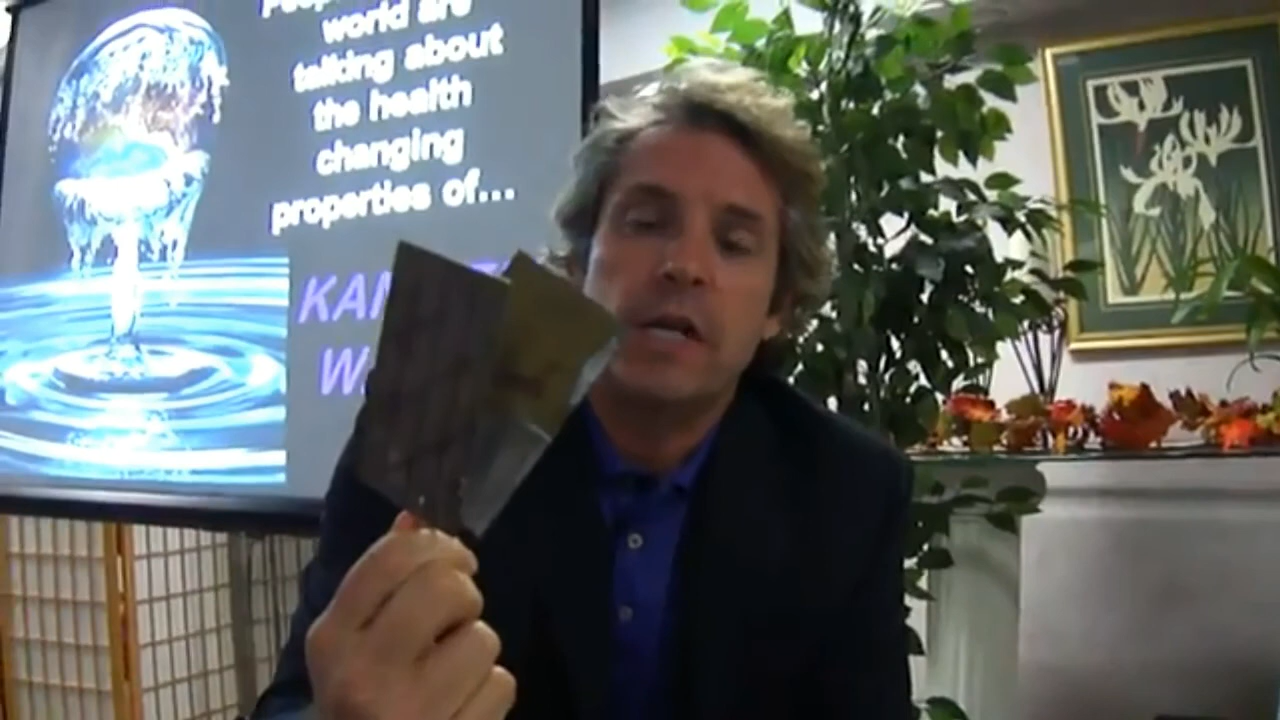 world are
talking about
the health
changing
properties of...